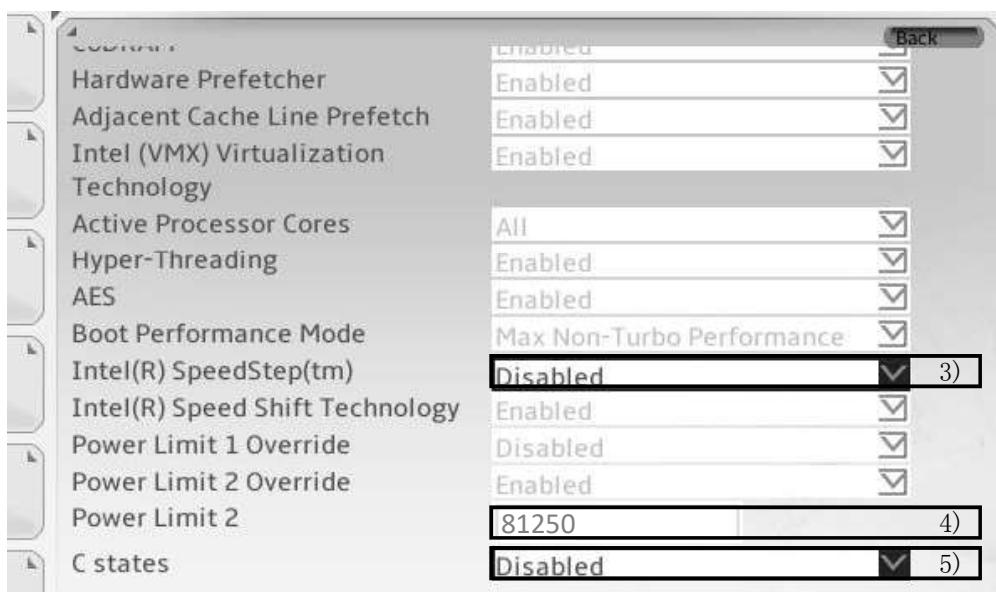 Back
Hardware Prefetcher Enabled
Adjacent Cache Line Prefetch Enabled
Intel (VMX) Virtualization Enabled
Technology
Active Processor Cores All
Hyper-Threading Enabled
AES Enabled
Boot Performance Mode Max Non-Turbo Performance
Intel(R) SpeedStep(tm) Disabled 3)
Intel(R) Speed Shift Technology Enabled
Power Limit 1 Override Disabled
Power Limit 2 Override Enabled
Power Limit 2 81250 4)
C states Disabled 5)